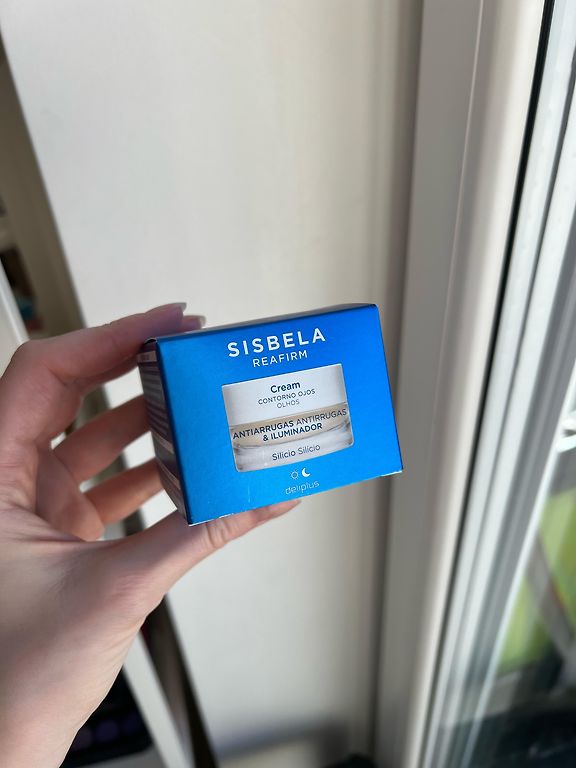 SISBELA
REAFIRM
Cream
CONTORNO OJOS
OLHOS
ANTIARRUGAS ANTIRRUGAS
& ILUMINADOR
Silicio Silício
deliplus